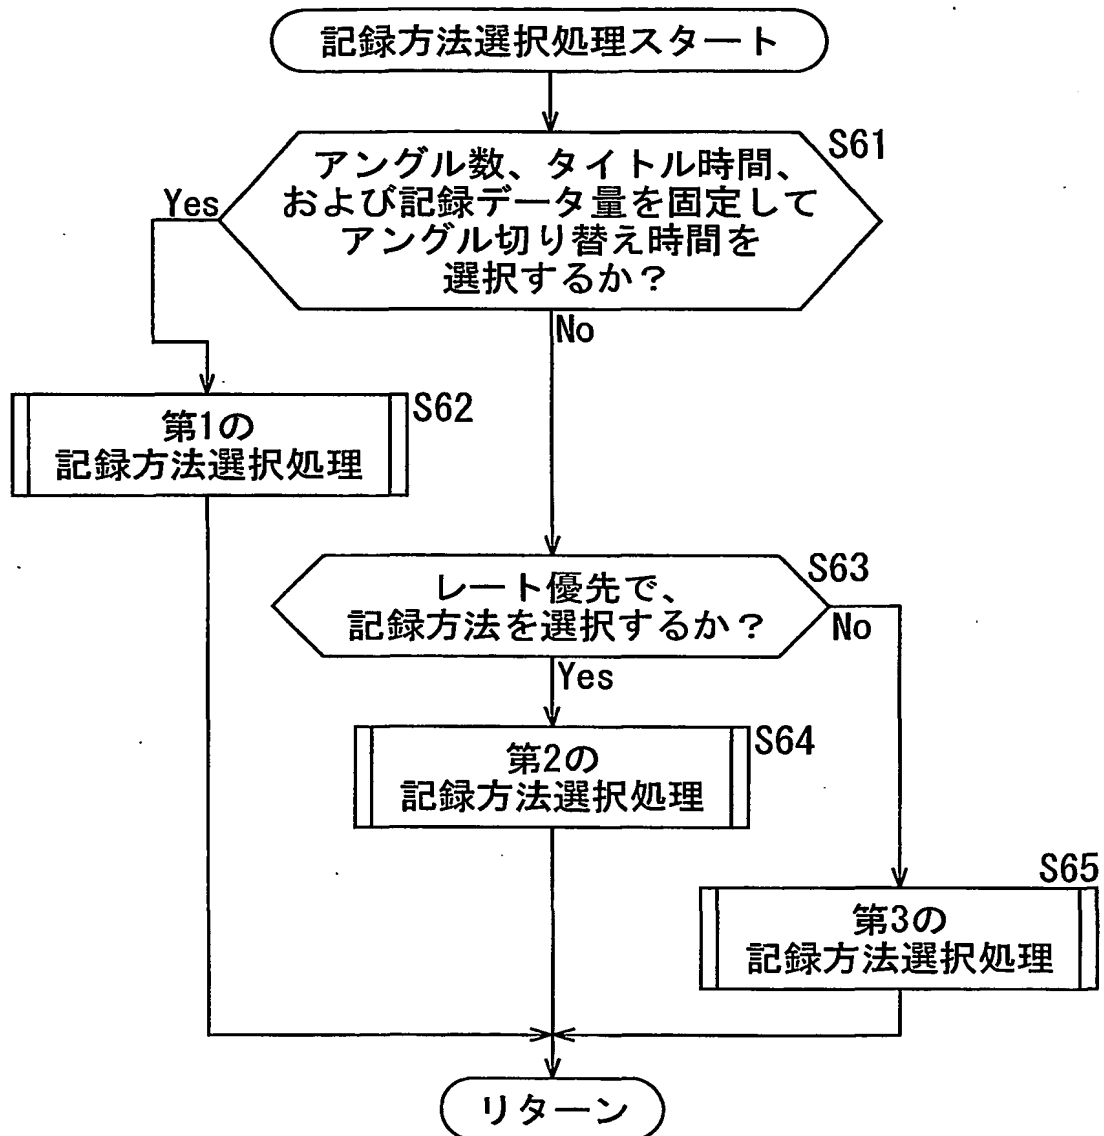 記録方法選択処理スタート
S61
アングル数、タイトル時間、
および記録データ量を固定して
アングル切り替え時間を
選択するか？
Yes
No
S62
第1の
記録方法選択処理
S63
レート優先で、
記録方法を選択するか？
No
Yes
S64
第2の
記録方法選択処理
S65
第3の
記録方法選択処理
リターン